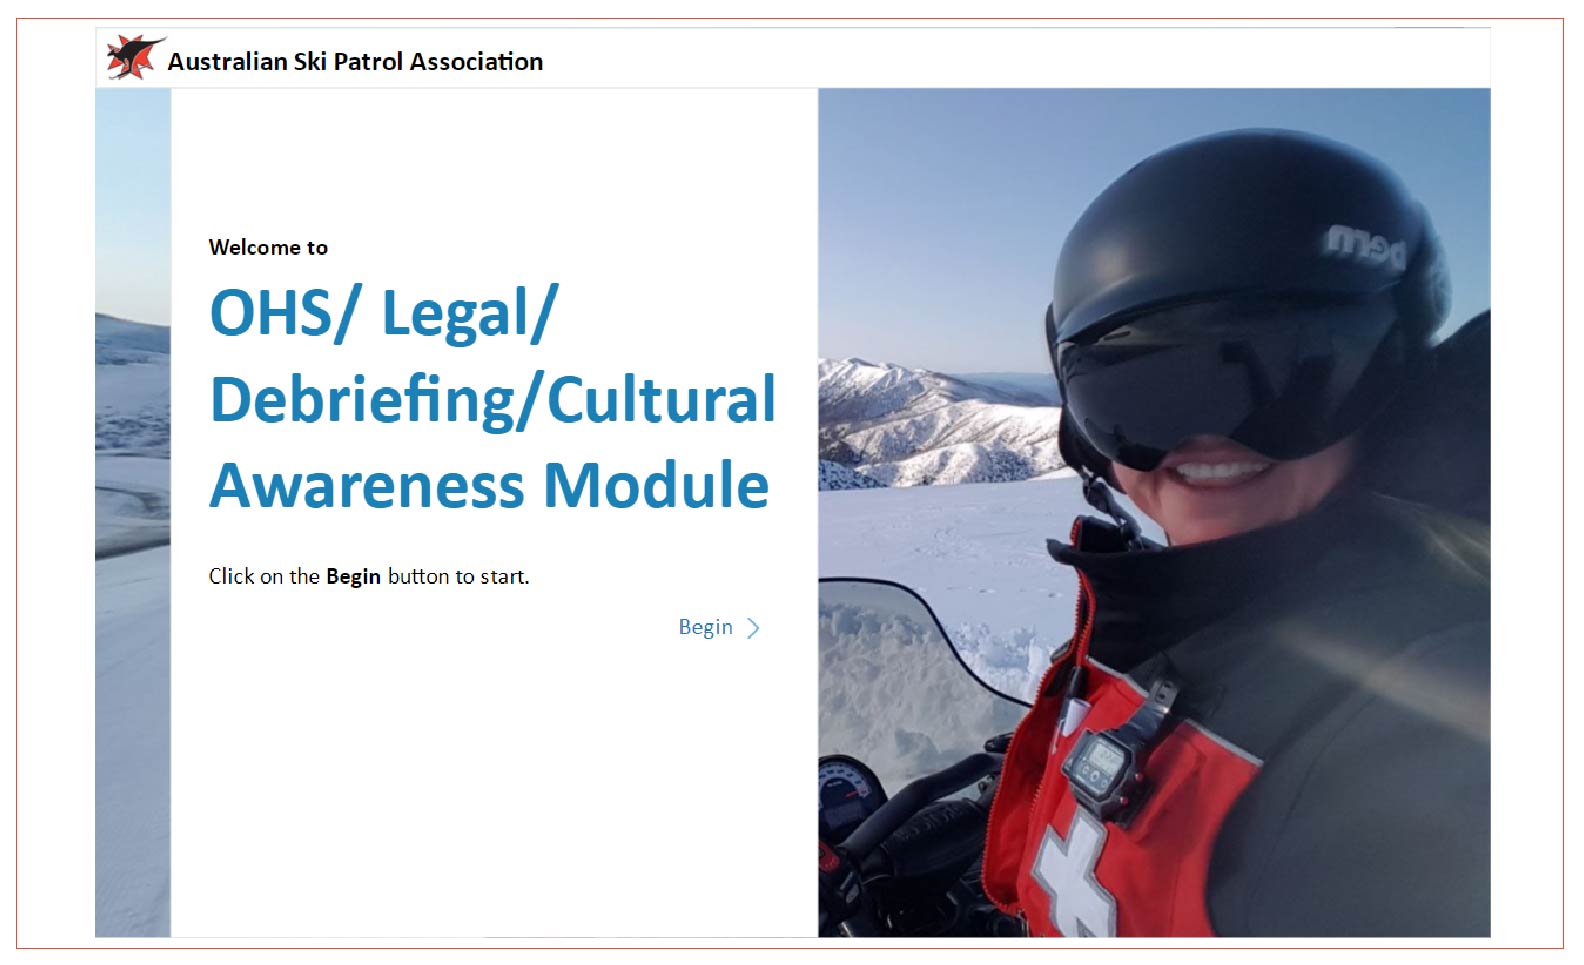 Australian Ski Patrol Association
Welcome to
OHS/ Legal/
Debriefing/Cultural
Awareness Module
Click on the Begin button to start.
Begin
bern